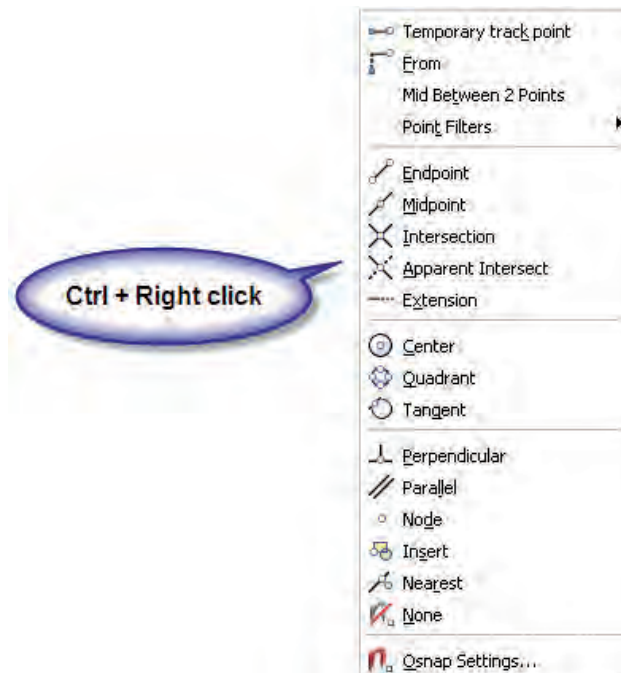 Temporary track point
From
Mid Between 2 Points
Point Filters
Endpoint
Midpoint
Intersection
Apparent Intersect
Extension
Ctrl + Right click
Center
Quadrant
Tangent
Perpendicular
Parallel
Node
Insert
Nearest
None
Osnap Settings...